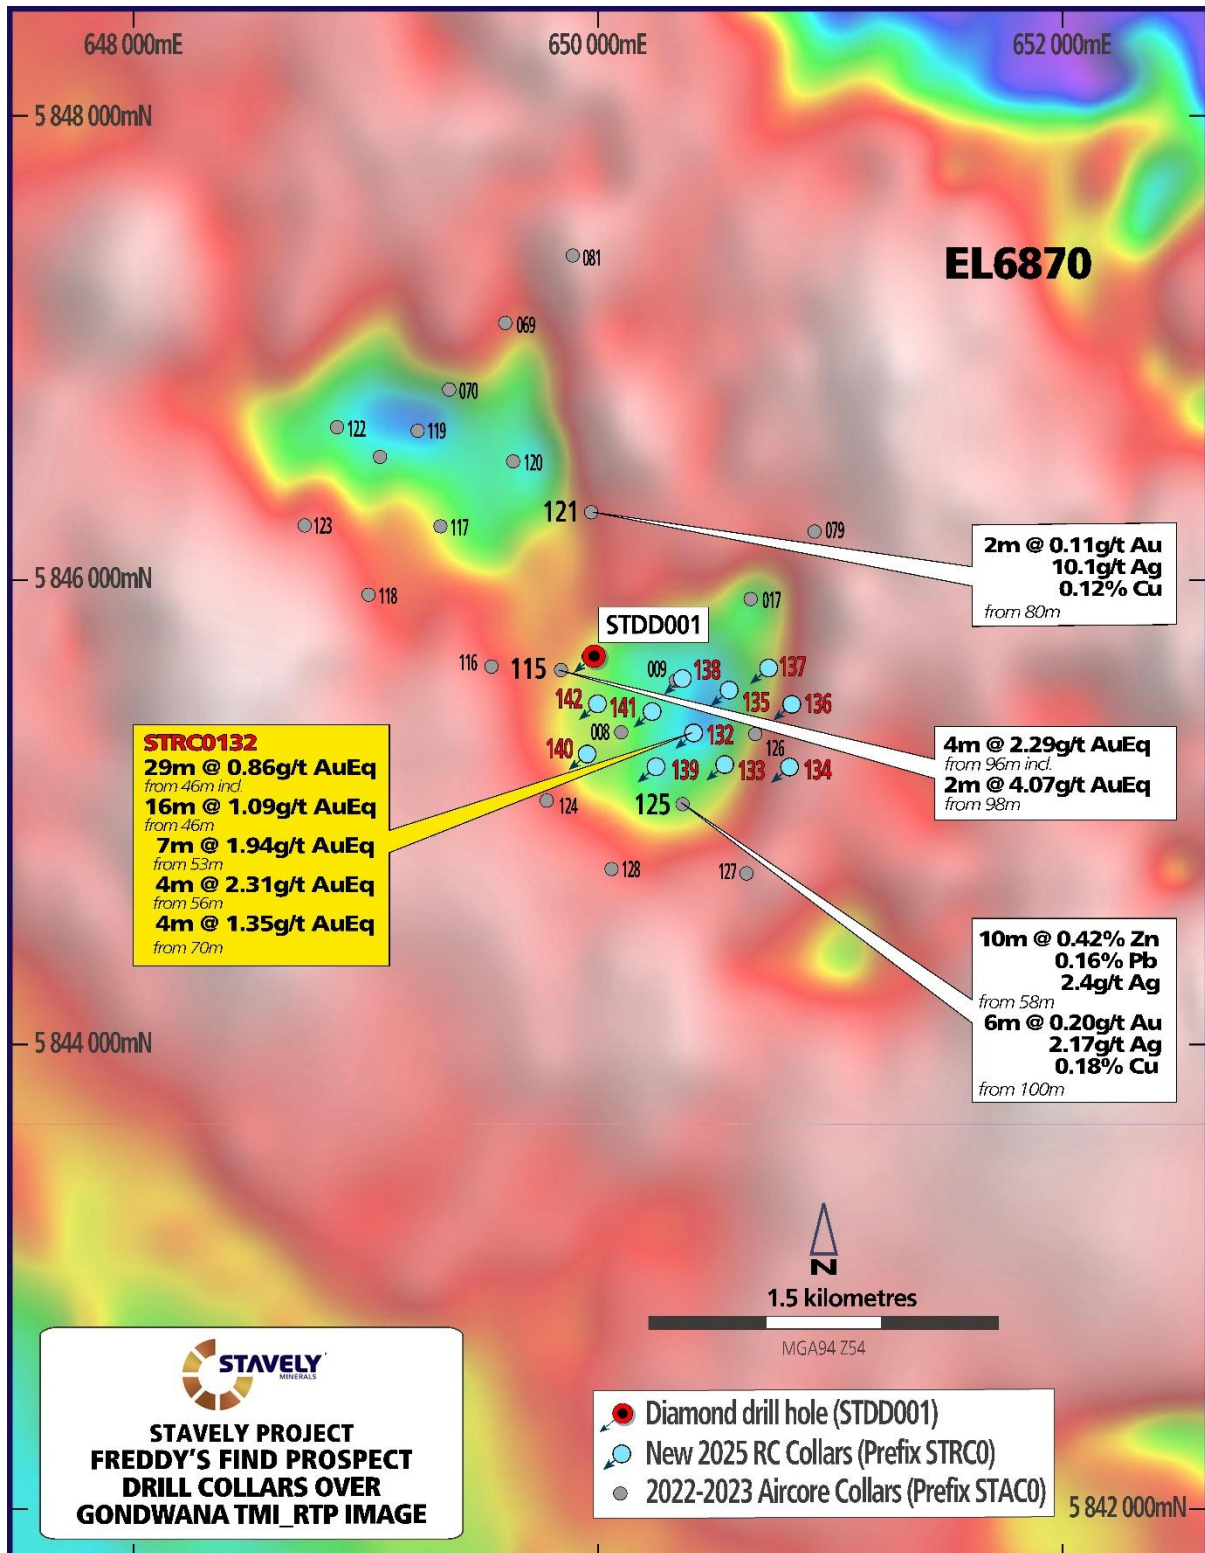 648 000mE
650 000mE
652 000mE
5 848 000mN
EL6870
081
069
070
122
119
120
121
123
117
079
2m @ 0.11g/t Au
10.1g/t Ag
0.12% Cu
from 80m
5 846 000mN
118
017
STDD001
116
115
009
138
137
142
141
135
136
008
132
126
140
139
133
134
STRC0132
29m @ 0.86g/t AuEq
from 46m incl.
16m @ 1.09g/t AuEq
from 46m
7m @ 1.94g/t AuEq
from 53m
4m @ 2.31g/t AuEq
from 56m
4m @ 1.35g/t AuEq
from 70m
4m @ 2.29g/t AuEq
from 96m incl.
2m @ 4.07g/t AuEq
from 98m
124
125
128
127
10m @ 0.42% Zn
0.16% Pb
2.4g/t Ag
from 58m
6m @ 0.20g/t Au
2.17g/t Ag
0.18% Cu
from 100m
5 844 000mN
N
1.5 kilometres
MGA94 Z54
STAVELY
MINERALS
STAVELY PROJECT
FREDDY'S FIND PROSPECT
DRILL COLLARS OVER
GONDWANA TMI_RTP IMAGE
Diamond drill hole (STDD001)
New 2025 RC Collars (Prefix STRC0)
2022-2023 Aircore Collars (Prefix STAC0)
5 842 000mN